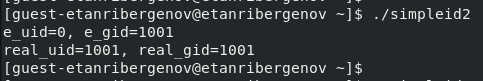 [guest-etanribergenov@etanribergenov ~]$ ./simpleid2
e_uid=0, e_gid=1001
real_uid=1001, real_gid=1001
[guest-etanribergenov@etanribergenov ~]$